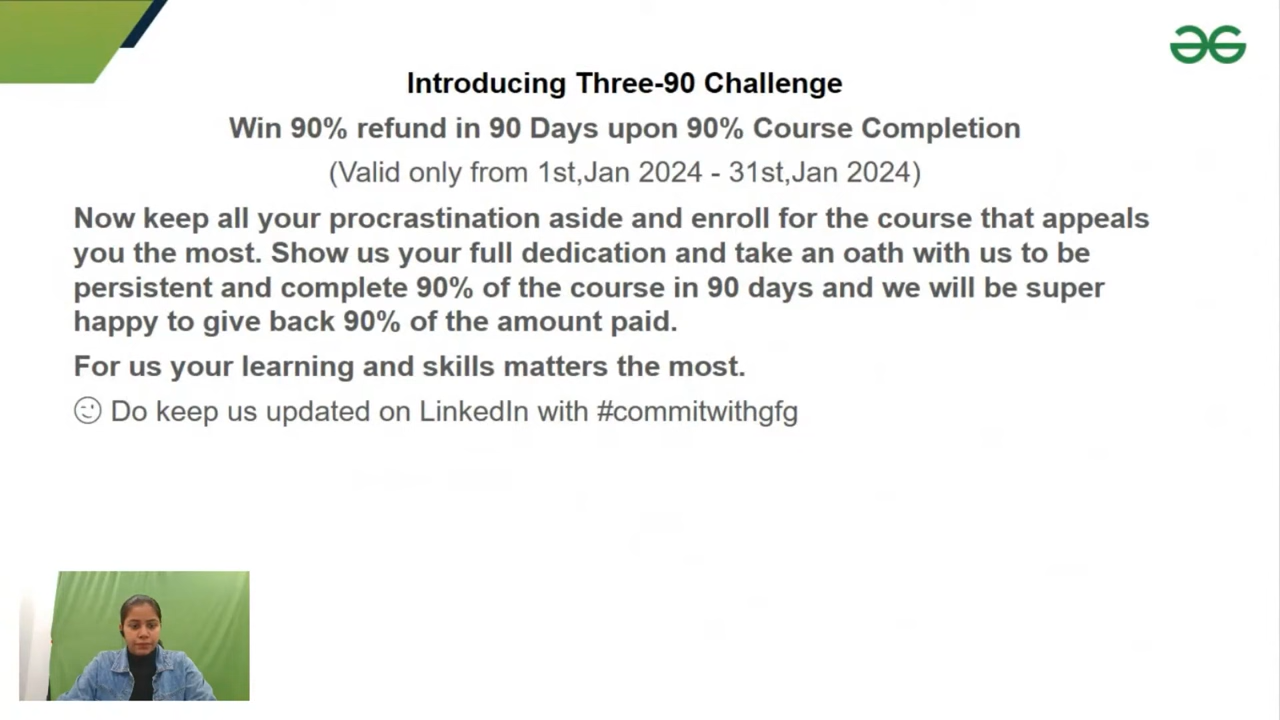 Introducing Three-90 Challenge
Win 90% refund in 90 Days upon 90% Course Completion
(Valid only from 1st,Jan 2024 - 31st,Jan 2024)
Now keep all your procrastination aside and enroll for the course that appeals
you the most. Show us your full dedication and take an oath with us to be
persistent and complete 90% of the course in 90 days and we will be super
happy to give back 90% of the amount paid.
For us your learning and skills matters the most.
😉 Do keep us updated on LinkedIn with #commitwithgfg